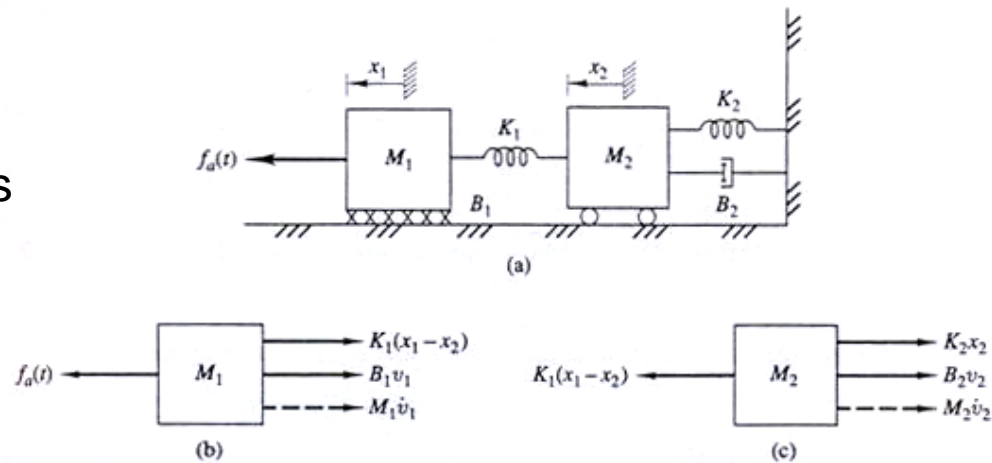 x₁
x₂
K₂
K₁
fₐ(t)
M₁
M₂
s
B₁
B₂
(a)
K₁(x₁ − x₂)
K₂x₂
fₐ(t)
M₁
B₁v₁
K₁(x₁ − x₂)
M₂
B₂v₂
M₁v̇₁
M₂v̇₂
(b)
(c)